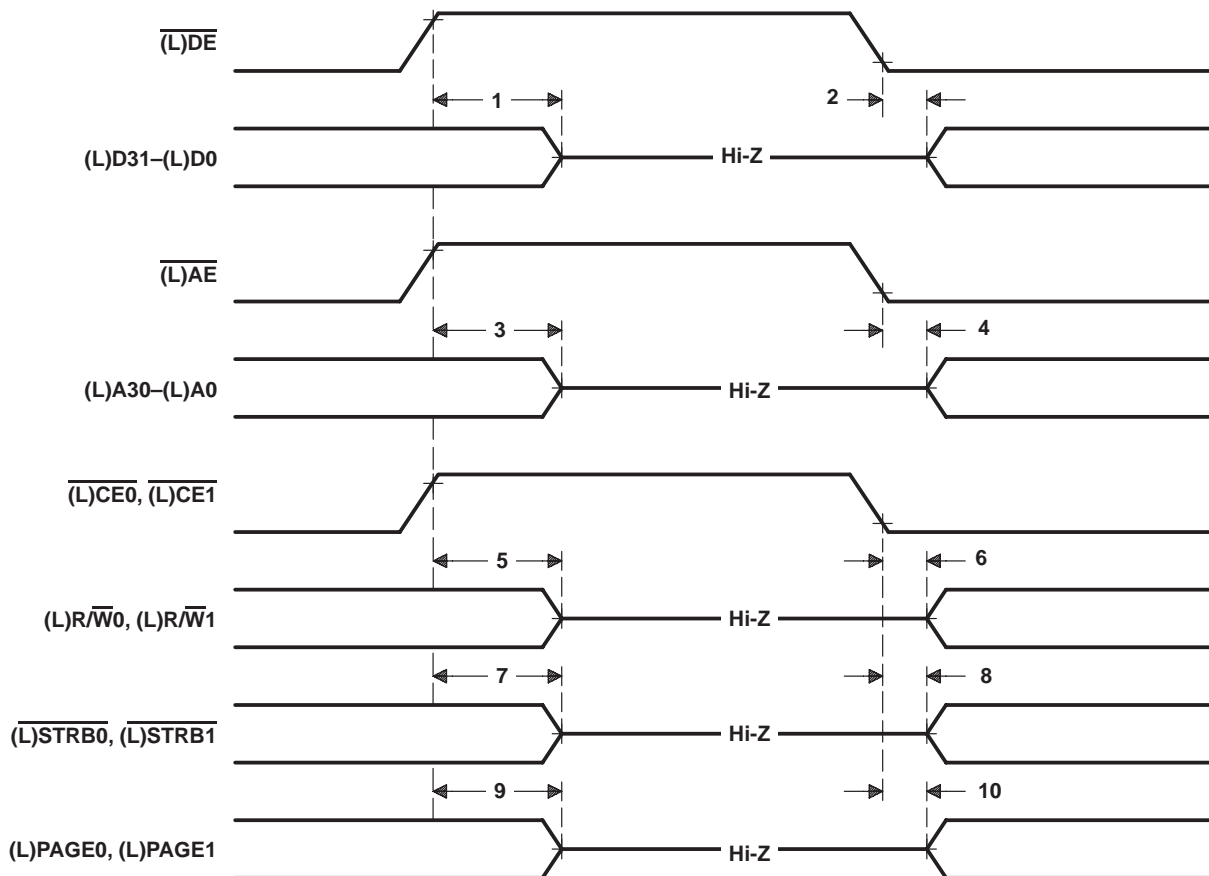 (L)DE
1
2
(L)D31–(L)D0
Hi-Z
(L)AE
3
4
(L)A30–(L)A0
Hi-Z
(L)CE0, (L)CE1
5
6
(L)R/W0, (L)R/W1
Hi-Z
7
8
(L)STRB0, (L)STRB1
Hi-Z
9
10
(L)PAGE0, (L)PAGE1
Hi-Z